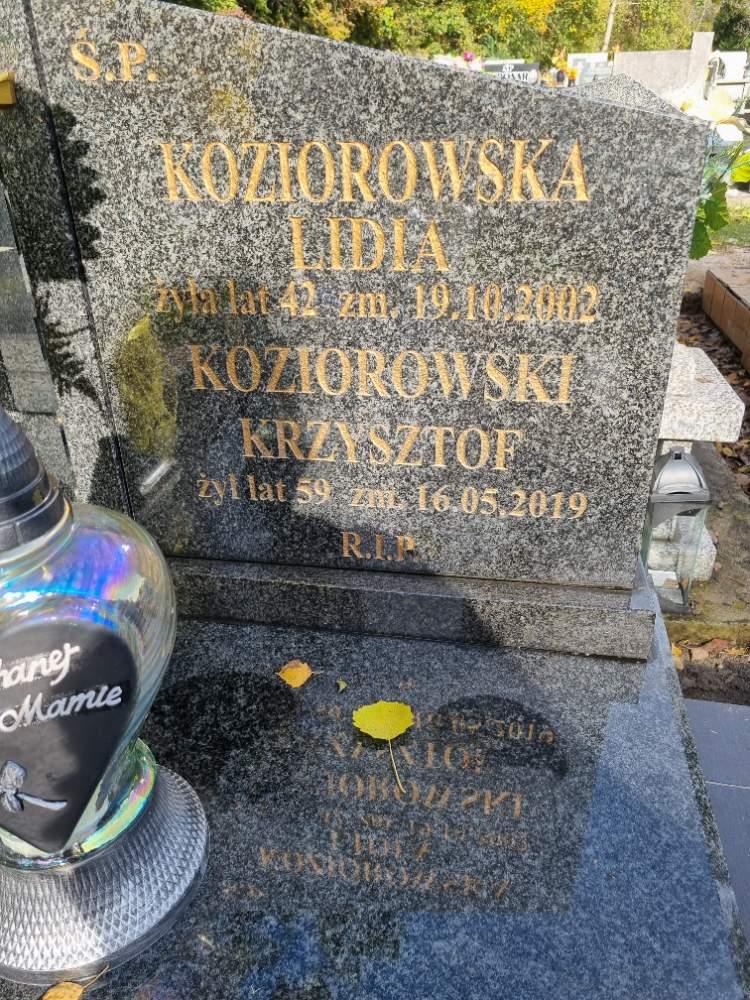 Ś.P.
KOZIOROWSKA
LIDIA
żyła lat 42 zm. 19.10.2002
KOZIOROWSKI
KRZYSZTOF
żył lat 59 zm. 16.05.2019
R.I.P.
Mamie